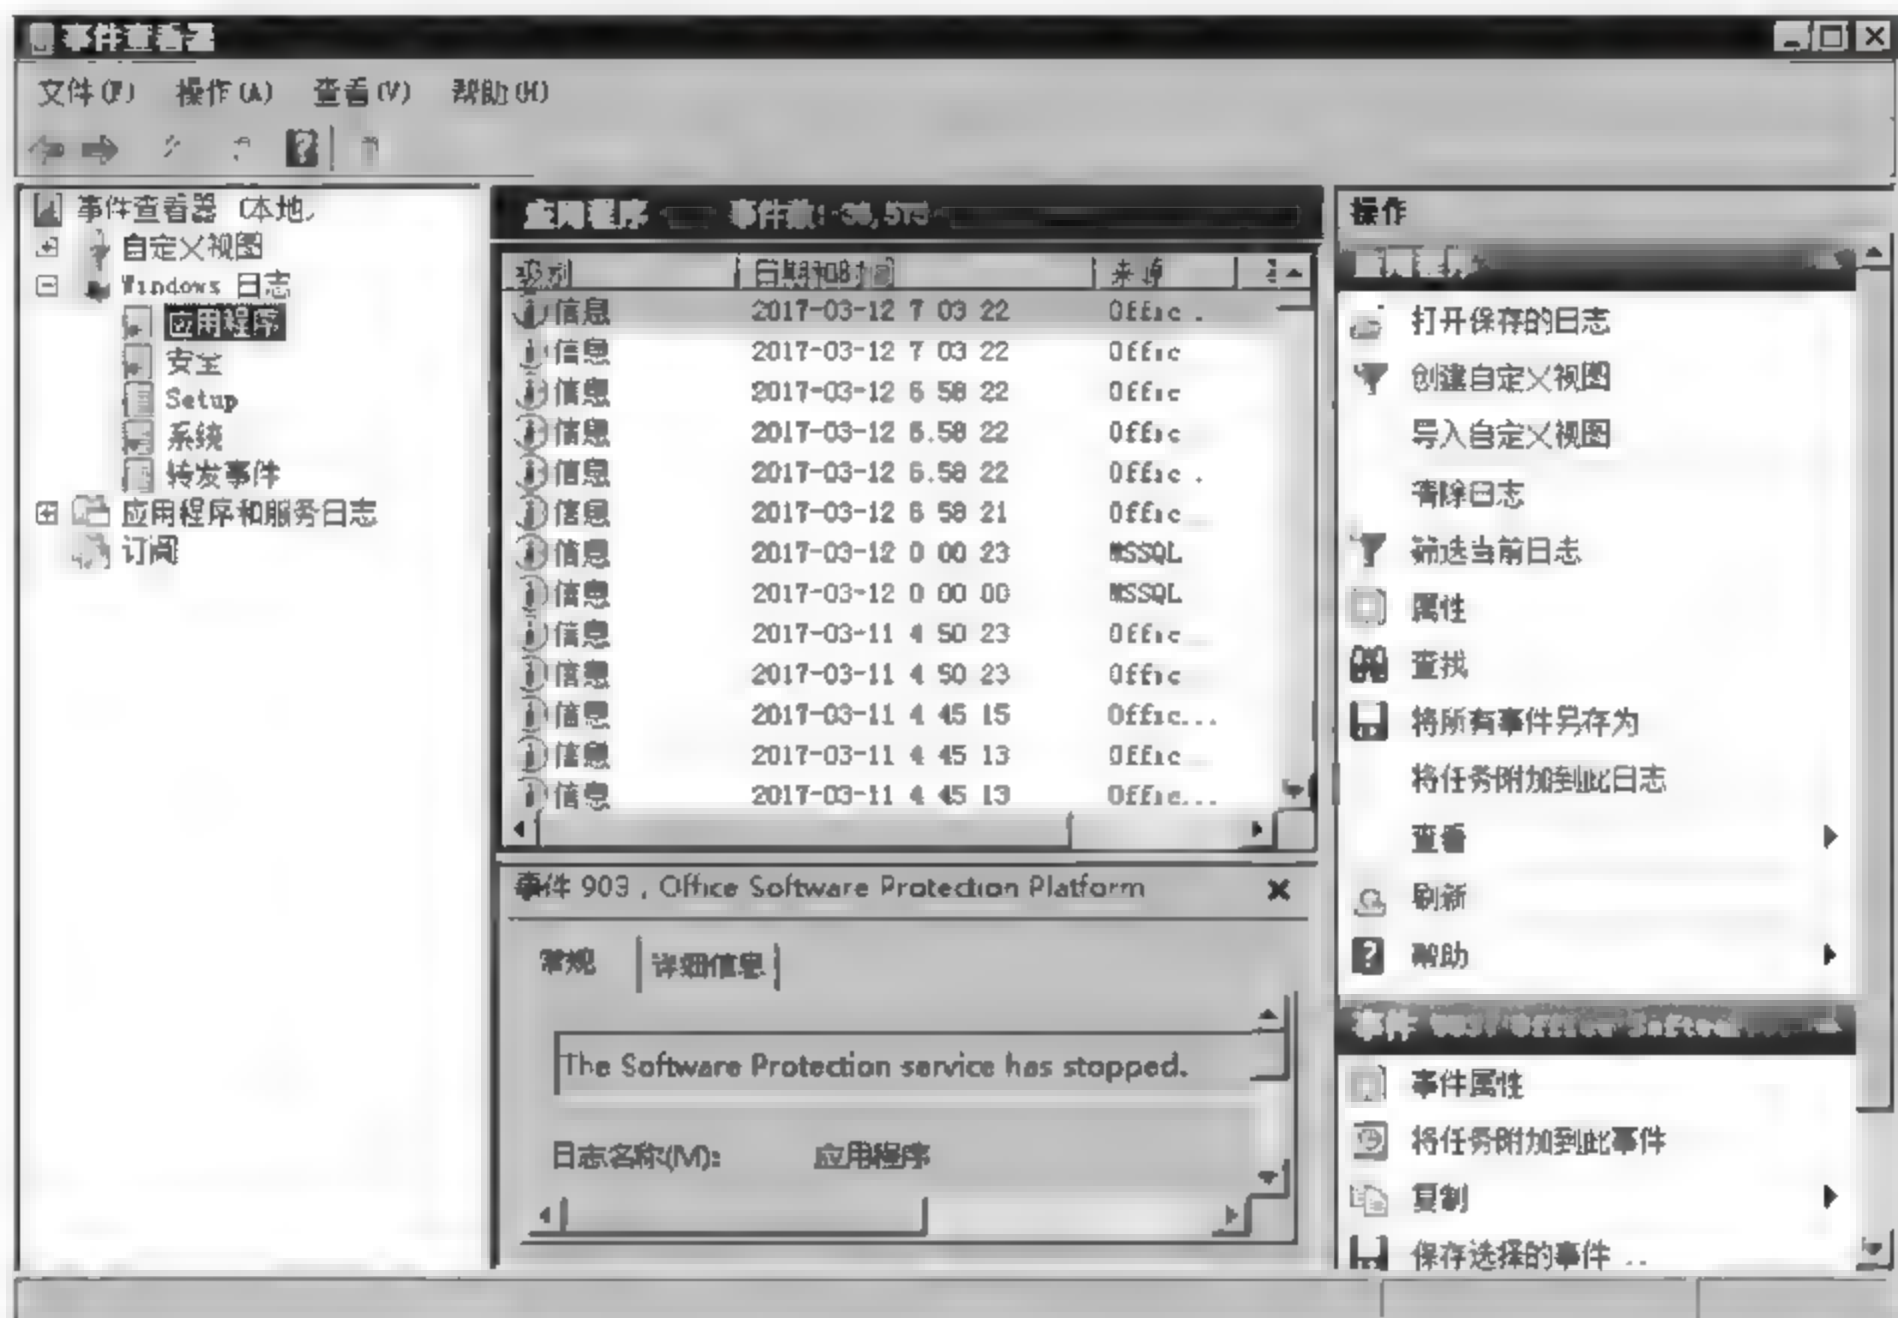 事件查看器
文件(F) 操作(A) 查看(V) 帮助(H)
事件查看器 (本地)
自定义视图
Windows 日志
应用程序
安全
Setup
系统
转发事件
应用程序和服务日志
订阅
应用程序 事件数:
级别 日期和时间 来源
信息 2017-03-12 7 03 22 Offic.
信息 2017-03-12 7 03 22 Offic
信息 2017-03-12 6 58 22 Offic
信息 2017-03-12 6.58 22 Offic
信息 2017-03-12 6.58 22 Offic .
信息 2017-03-12 6 58 21 Offic
信息 2017-03-12 0 00 23 MSSQL
信息 2017-03-12 0 00 00 MSSQL
信息 2017-03-11 4 50 23 Offic
信息 2017-03-11 4 50 23 Offic
信息 2017-03-11 4 45 15 Offic...
信息 2017-03-11 4 45 13 Offic
信息 2017-03-11 4 45 13 Offic...
事件 903 , Office Software Protection Platform
常规 详细信息
The Software Protection service has stopped.
日志名称(M): 应用程序
操作
打开保存的日志
创建自定义视图
导入自定义视图
清除日志
筛选当前日志
属性
查找
将所有事件另存为
将任务附加到此日志
查看
刷新
帮助
事件
事件属性
将任务附加到此事件
复制
保存选择的事件 ..